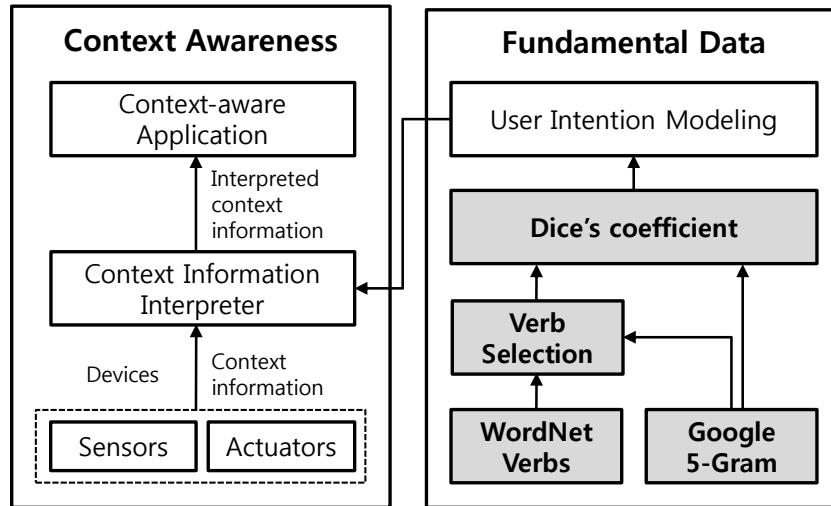 Context Awareness
Context-aware
Application
Interpreted
context
information
Context Information
Interpreter
Devices
Context
information
Sensors
Actuators
Fundamental Data
User Intention Modeling
Dice's coefficient
Verb
Selection
WordNet
Verbs
Google
5-Gram